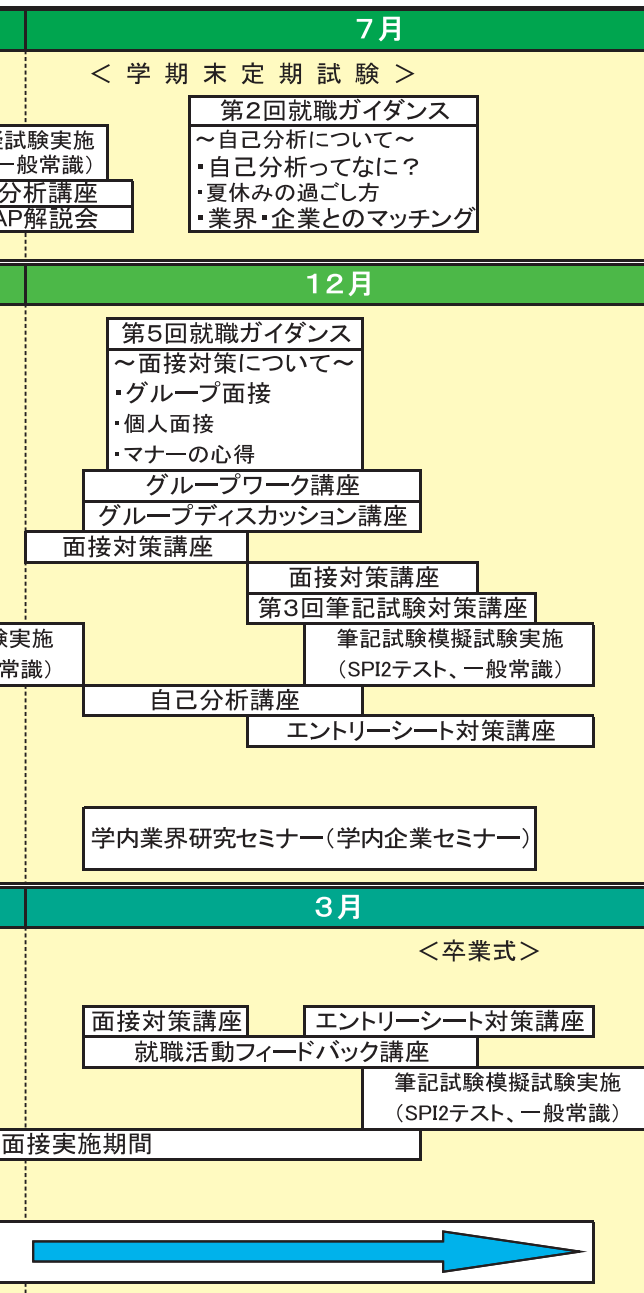 7月
＜ 学 期 末 定 期 試 験 ＞
第2回就職ガイダンス
～自己分析について～
・自己分析ってなに？
・夏休みの過ごし方
・業界・企業とのマッチング
試験実施
一般常識）
分析講座
AP解説会
12月
第5回就職ガイダンス
～面接対策について～
・グループ面接
・個人面接
・マナーの心得
グループワーク講座
グループディスカッション講座
面接対策講座
面接対策講座
第3回筆記試験対策講座
験実施
常識）
筆記試験模擬試験実施
（SPI2テスト、一般常識）
自己分析講座
エントリーシート対策講座
学内業界研究セミナー（学内企業セミナー）
3月
＜卒業式＞
面接対策講座
エントリーシート対策講座
就職活動フィードバック講座
筆記試験模擬試験実施
（SPI2テスト、一般常識）
面接実施期間